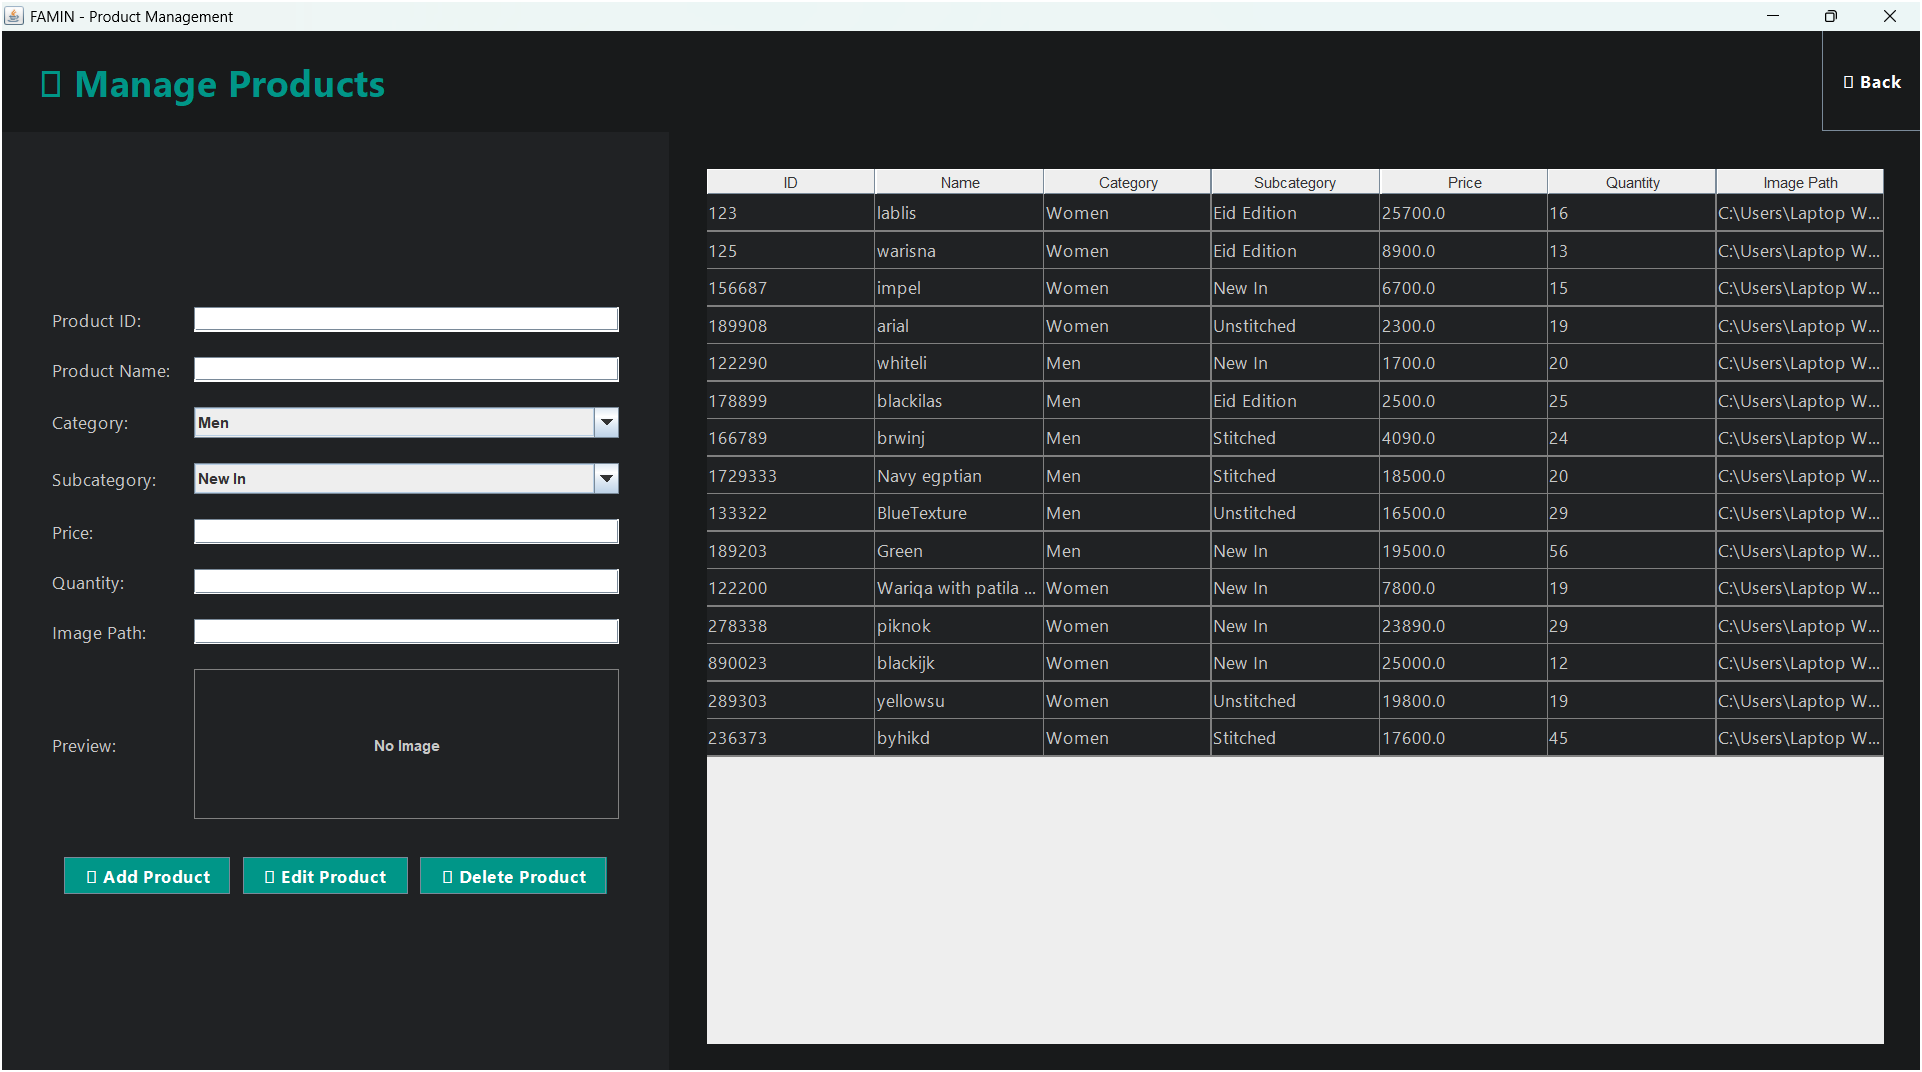 FAMIN - Product Management
Manage Products
Back
Product ID:
Product Name:
Category: Men
Subcategory: New In
Price:
Quantity:
Image Path:
Preview: No Image
Add Product Edit Product Delete Product
ID Name Category Subcategory Price Quantity Image Path
123 lablis Women Eid Edition 25700.0 16 C:\Users\Laptop W...
125 warisna Women Eid Edition 8900.0 13 C:\Users\Laptop W...
156687 impel Women New In 6700.0 15 C:\Users\Laptop W...
189908 arial Women Unstitched 2300.0 19 C:\Users\Laptop W...
122290 whiteli Men New In 1700.0 20 C:\Users\Laptop W...
178899 blackilas Men Eid Edition 2500.0 25 C:\Users\Laptop W...
166789 brwinj Men Stitched 4090.0 24 C:\Users\Laptop W...
1729333 Navy egptian Men Stitched 18500.0 20 C:\Users\Laptop W...
133322 BlueTexture Men Unstitched 16500.0 29 C:\Users\Laptop W...
189203 Green Men New In 19500.0 56 C:\Users\Laptop W...
122200 Wariqa with patila ... Women New In 7800.0 19 C:\Users\Laptop W...
278338 piknok Women New In 23890.0 29 C:\Users\Laptop W...
890023 blackijk Women New In 25000.0 12 C:\Users\Laptop W...
289303 yellowsu Women Unstitched 19800.0 19 C:\Users\Laptop W...
236373 byhikd Women Stitched 17600.0 45 C:\Users\Laptop W...